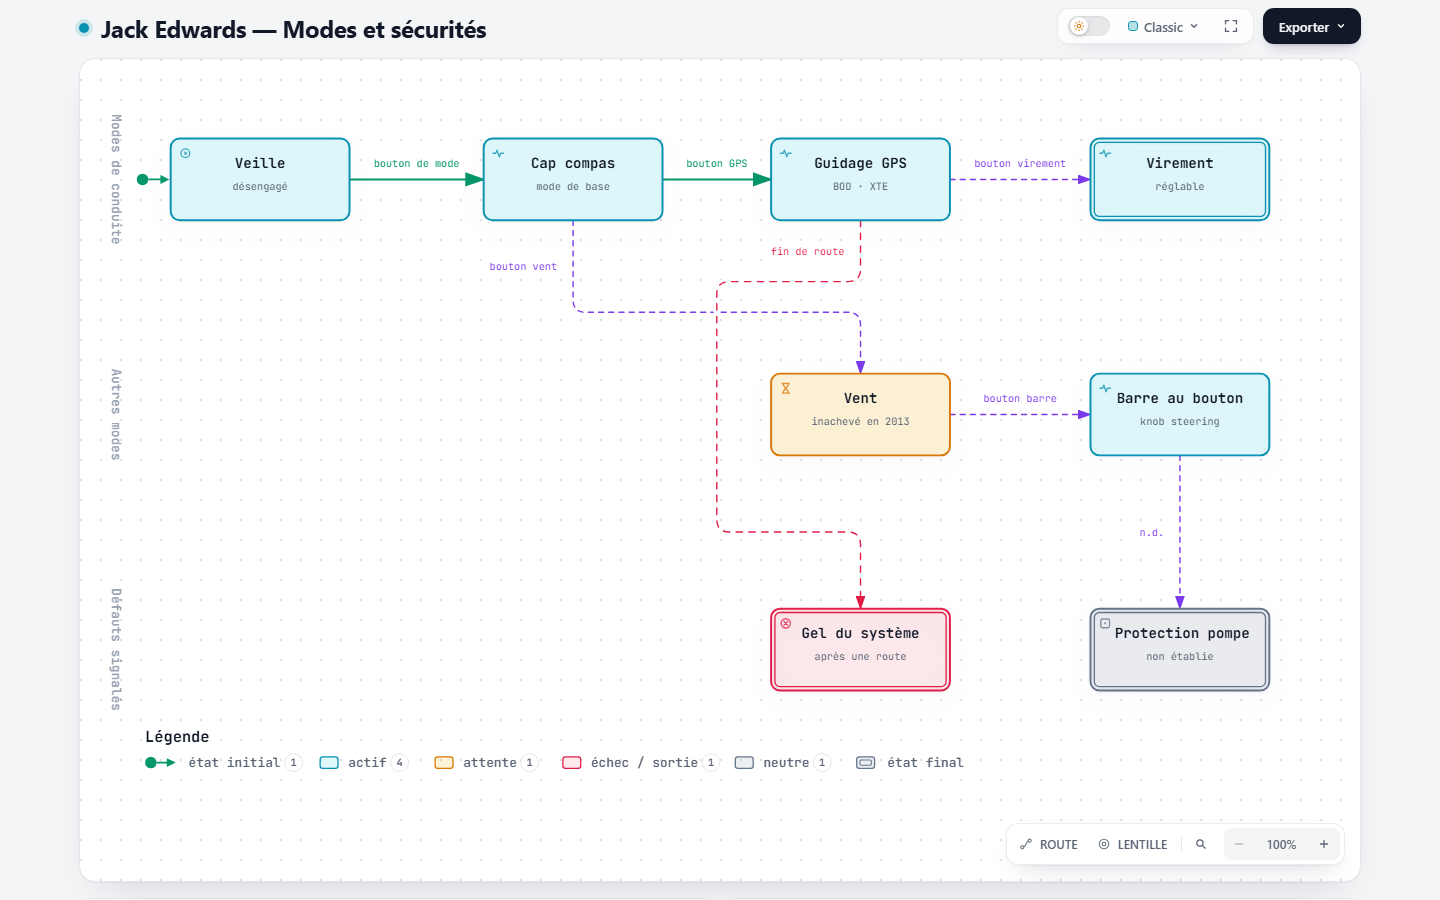 Jack Edwards — Modes et sécurités
Classic
Exporter
Modes de conduite
Veille
désengagé
bouton de mode
Cap compas
mode de base
bouton GPS
Guidage GPS
BOD · XTE
bouton virement
Virement
réglable
fin de route
bouton vent
Autres modes
Vent
inachevé en 2013
bouton barre
Barre au bouton
knob steering
n.d.
Défauts signalés
Gel du système
après une route
Protection pompe
non établie
Légende
état initial 1
actif 4
attente 1
échec / sortie 1
neutre 1
état final
ROUTE
LENTILLE
− 100% +